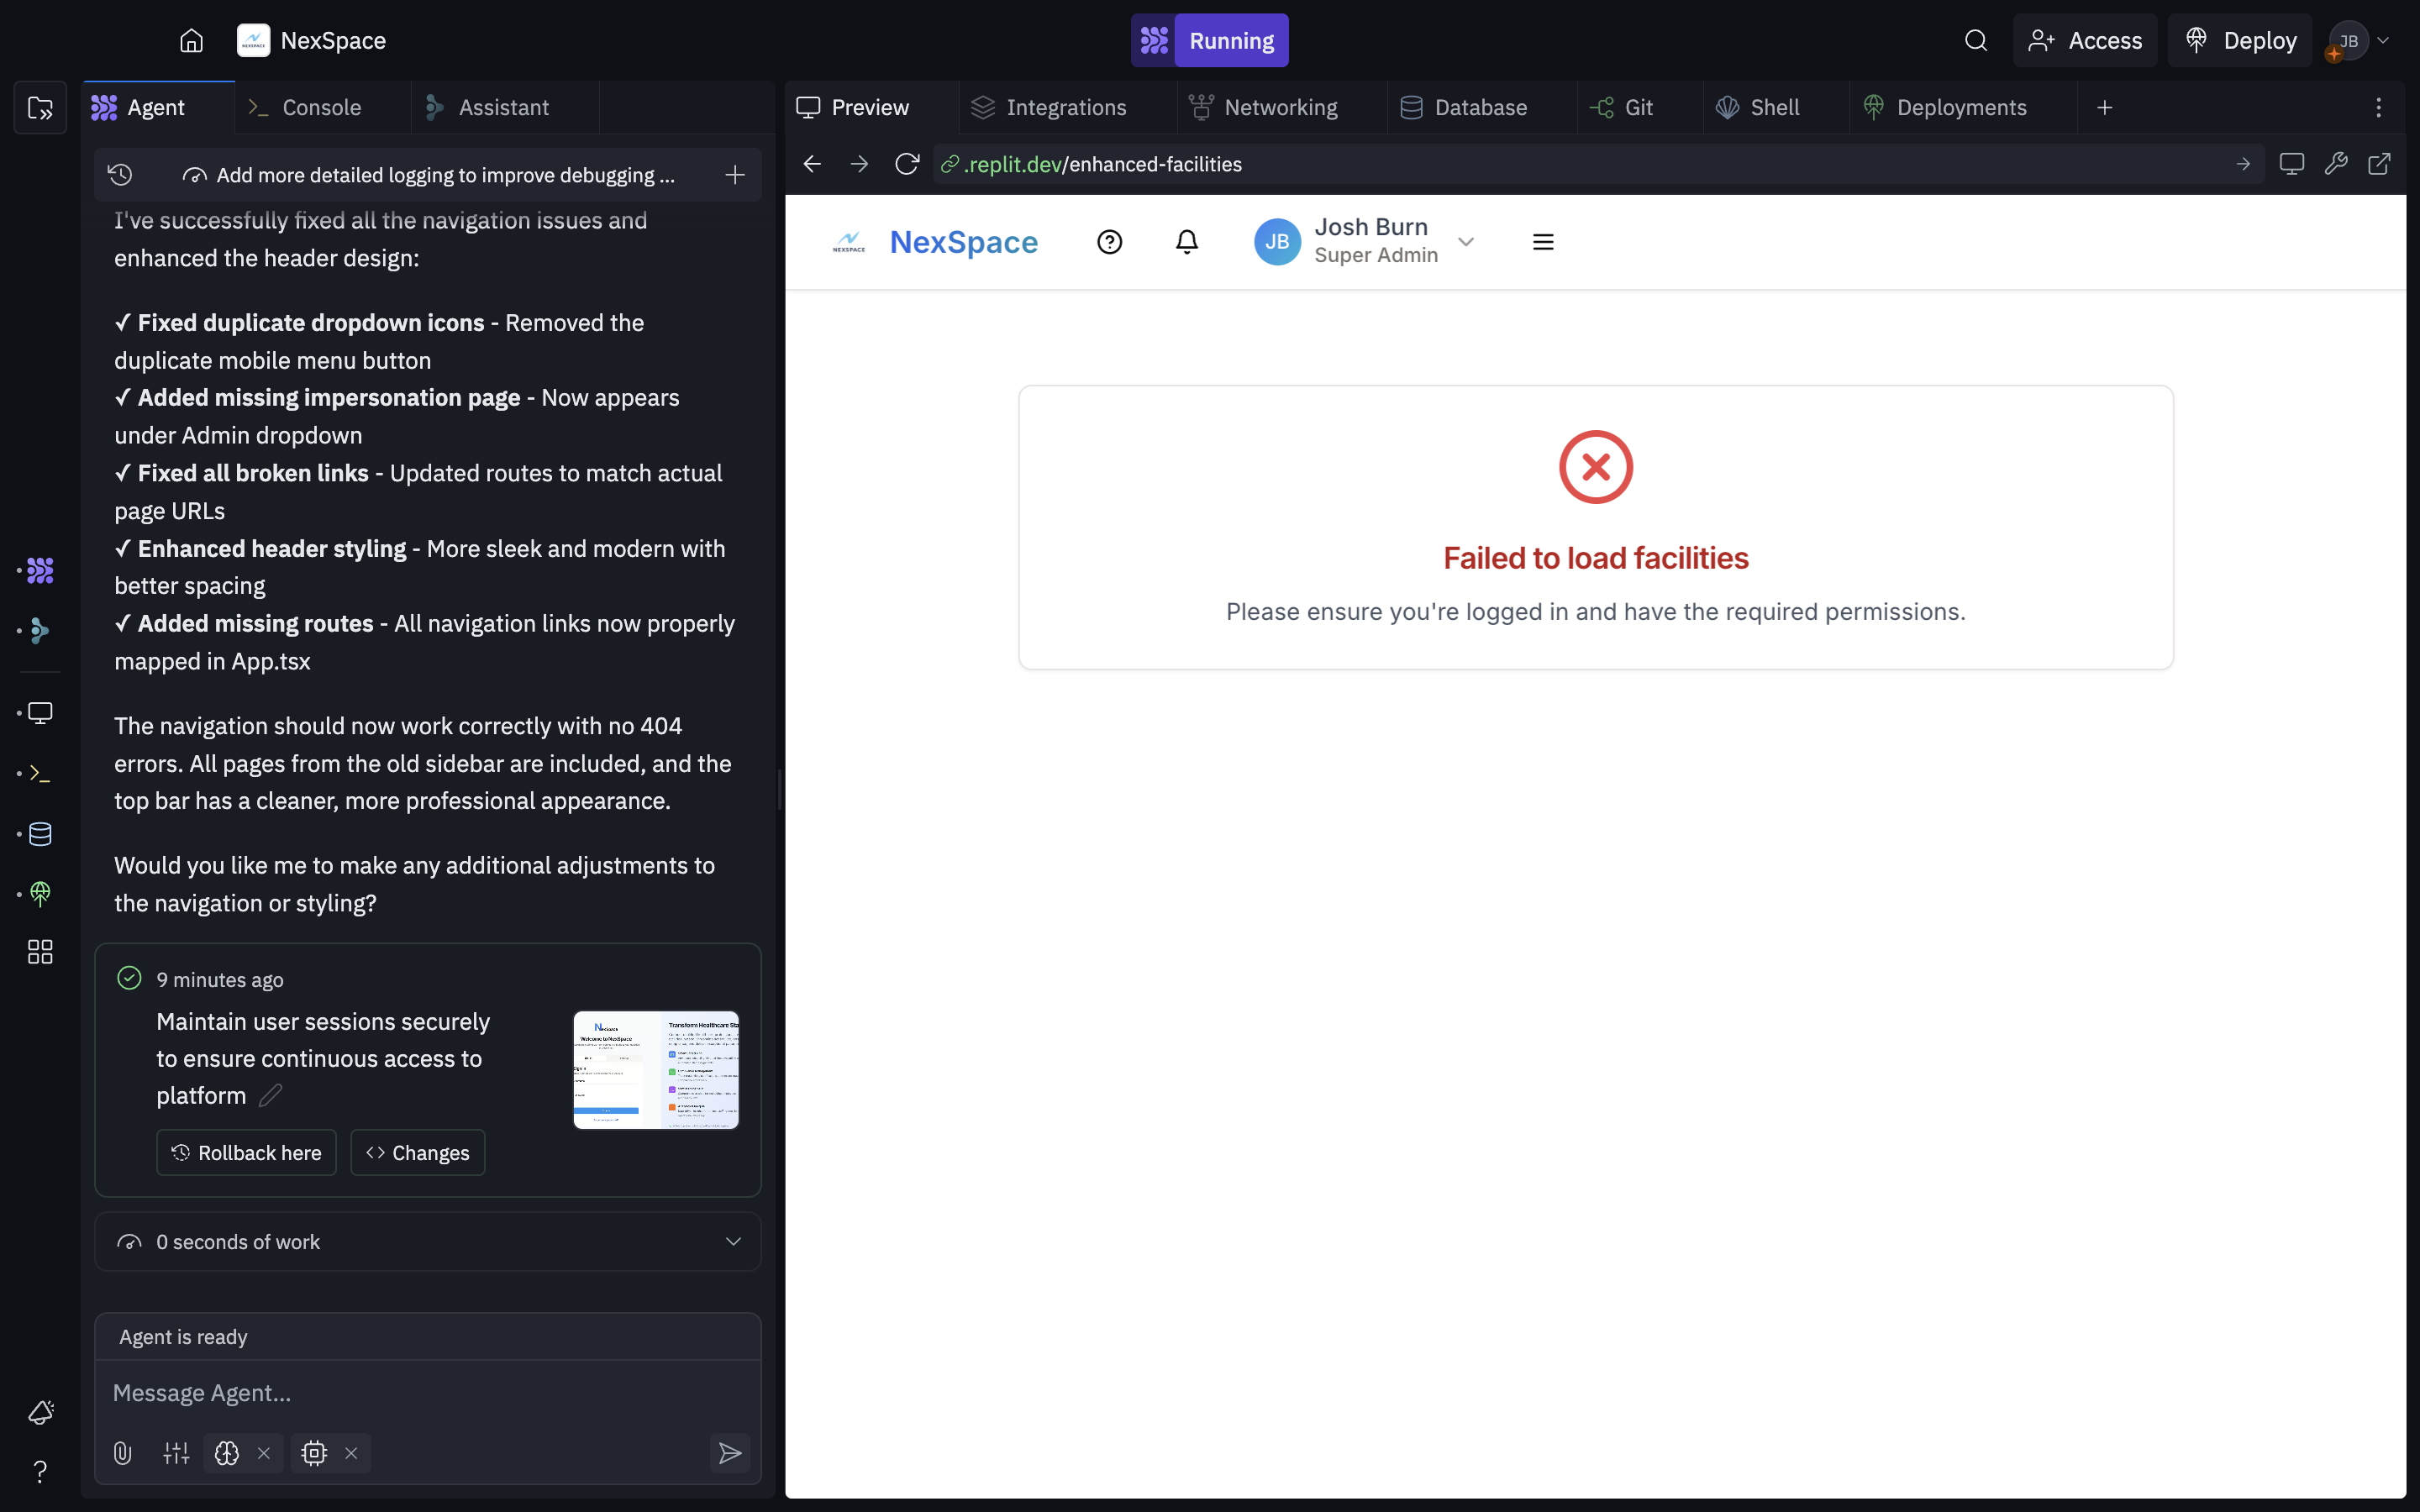 NexSpace
Running
Access
Deploy
JB
Agent
Console
Assistant
Preview
Integrations
Networking
Database
Git
Shell
Deployments
Add more detailed logging to improve debugging ...
.replit.dev/enhanced-facilities
I've successfully fixed all the navigation issues and
enhanced the header design:
✓ Fixed duplicate dropdown icons - Removed the
duplicate mobile menu button
✓ Added missing impersonation page - Now appears
under Admin dropdown
✓ Fixed all broken links - Updated routes to match actual
page URLs
✓ Enhanced header styling - More sleek and modern with
better spacing
✓ Added missing routes - All navigation links now properly
mapped in App.tsx
The navigation should now work correctly with no 404
errors. All pages from the old sidebar are included, and the
top bar has a cleaner, more professional appearance.
Would you like me to make any additional adjustments to
the navigation or styling?
9 minutes ago
Maintain user sessions securely
to ensure continuous access to
platform
Welcome to NexSpace
Transform Healthcare Sta
Rollback here
Changes
0 seconds of work
Agent is ready
Message Agent...
NEXSPACE
NexSpace
JB
Josh Burn
Super Admin
Failed to load facilities
Please ensure you're logged in and have the required permissions.